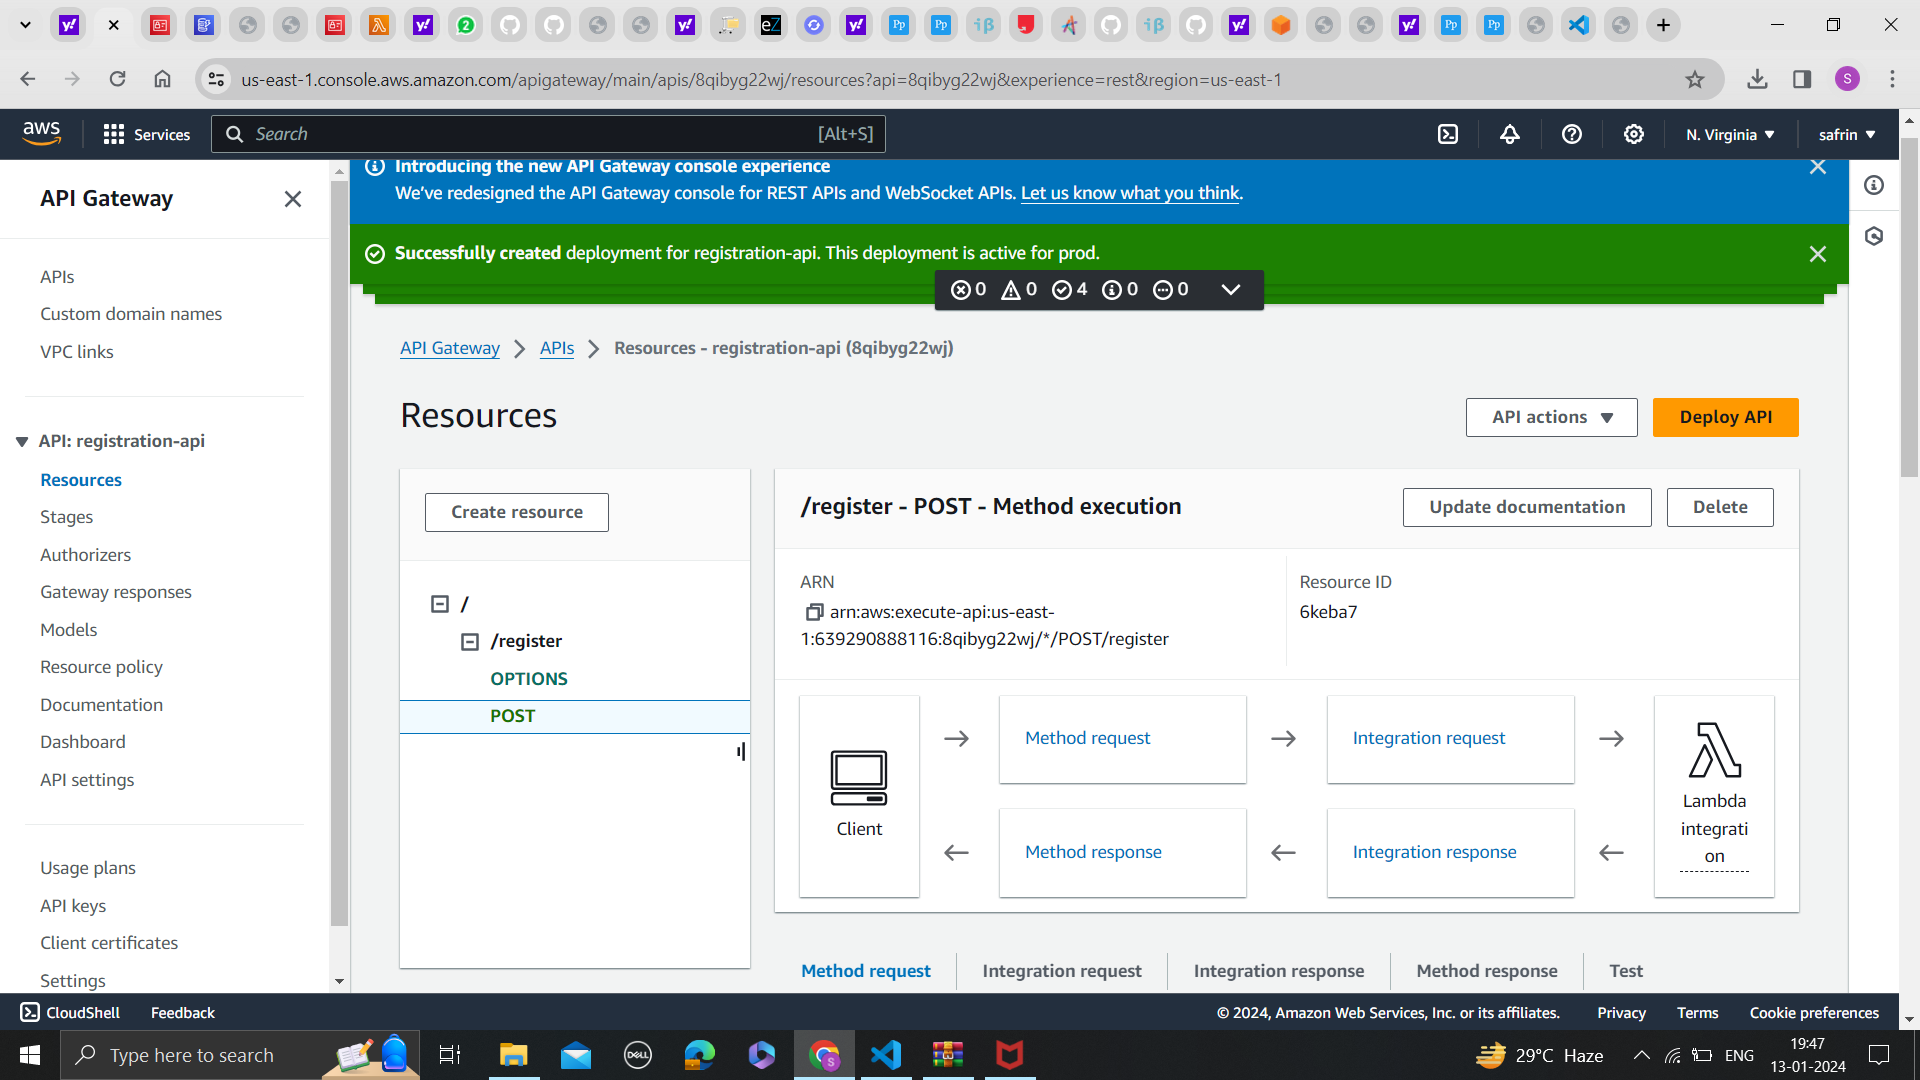 us-east-1.console.aws.amazon.com/apigateway/main/apis/8qibyg22wj/resources?api=8qibyg22wj&experience=rest&region=us-east-1
S
aws
Services
Search
[Alt+S]
N. Virginia
safrin
API Gateway
APIs
Custom domain names
VPC links
API: registration-api
Resources
Stages
Authorizers
Gateway responses
Models
Resource policy
Documentation
Dashboard
API settings
Usage plans
API keys
Client certificates
Settings
Introducing the new API Gateway console experience
We've redesigned the API Gateway console for REST APIs and WebSocket APIs. Let us know what you think.
Successfully created deployment for registration-api. This deployment is active for prod.
0 0 4 0 0
API Gateway
APIs
Resources - registration-api (8qibyg22wj)
Resources
API actions
Deploy API
Create resource
/
/register
OPTIONS
POST
/register - POST - Method execution
Update documentation
Delete
ARN
arn:aws:execute-api:us-east-
1:639290888116:8qibyg22wj/*/POST/register
Resource ID
6keba7
Client
Method request
Integration request
Method response
Integration response
Lambda
integrati
on
Method request
Integration request
Integration response
Method response
Test
CloudShell
Feedback
© 2024, Amazon Web Services, Inc. or its affiliates.
Privacy
Terms
Cookie preferences
Type here to search
29°C Haze
ENG
19:47
13-01-2024